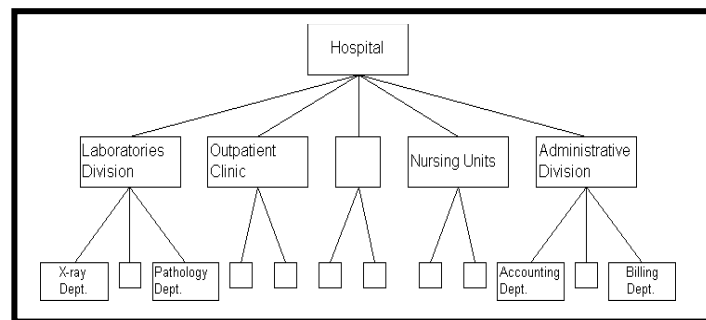 Hospital
Laboratories
Division
Outpatient
Clinic
Nursing Units
Administrative
Division
X-ray
Dept.
Pathology
Dept.
Accounting
Dept.
Billing
Dept.